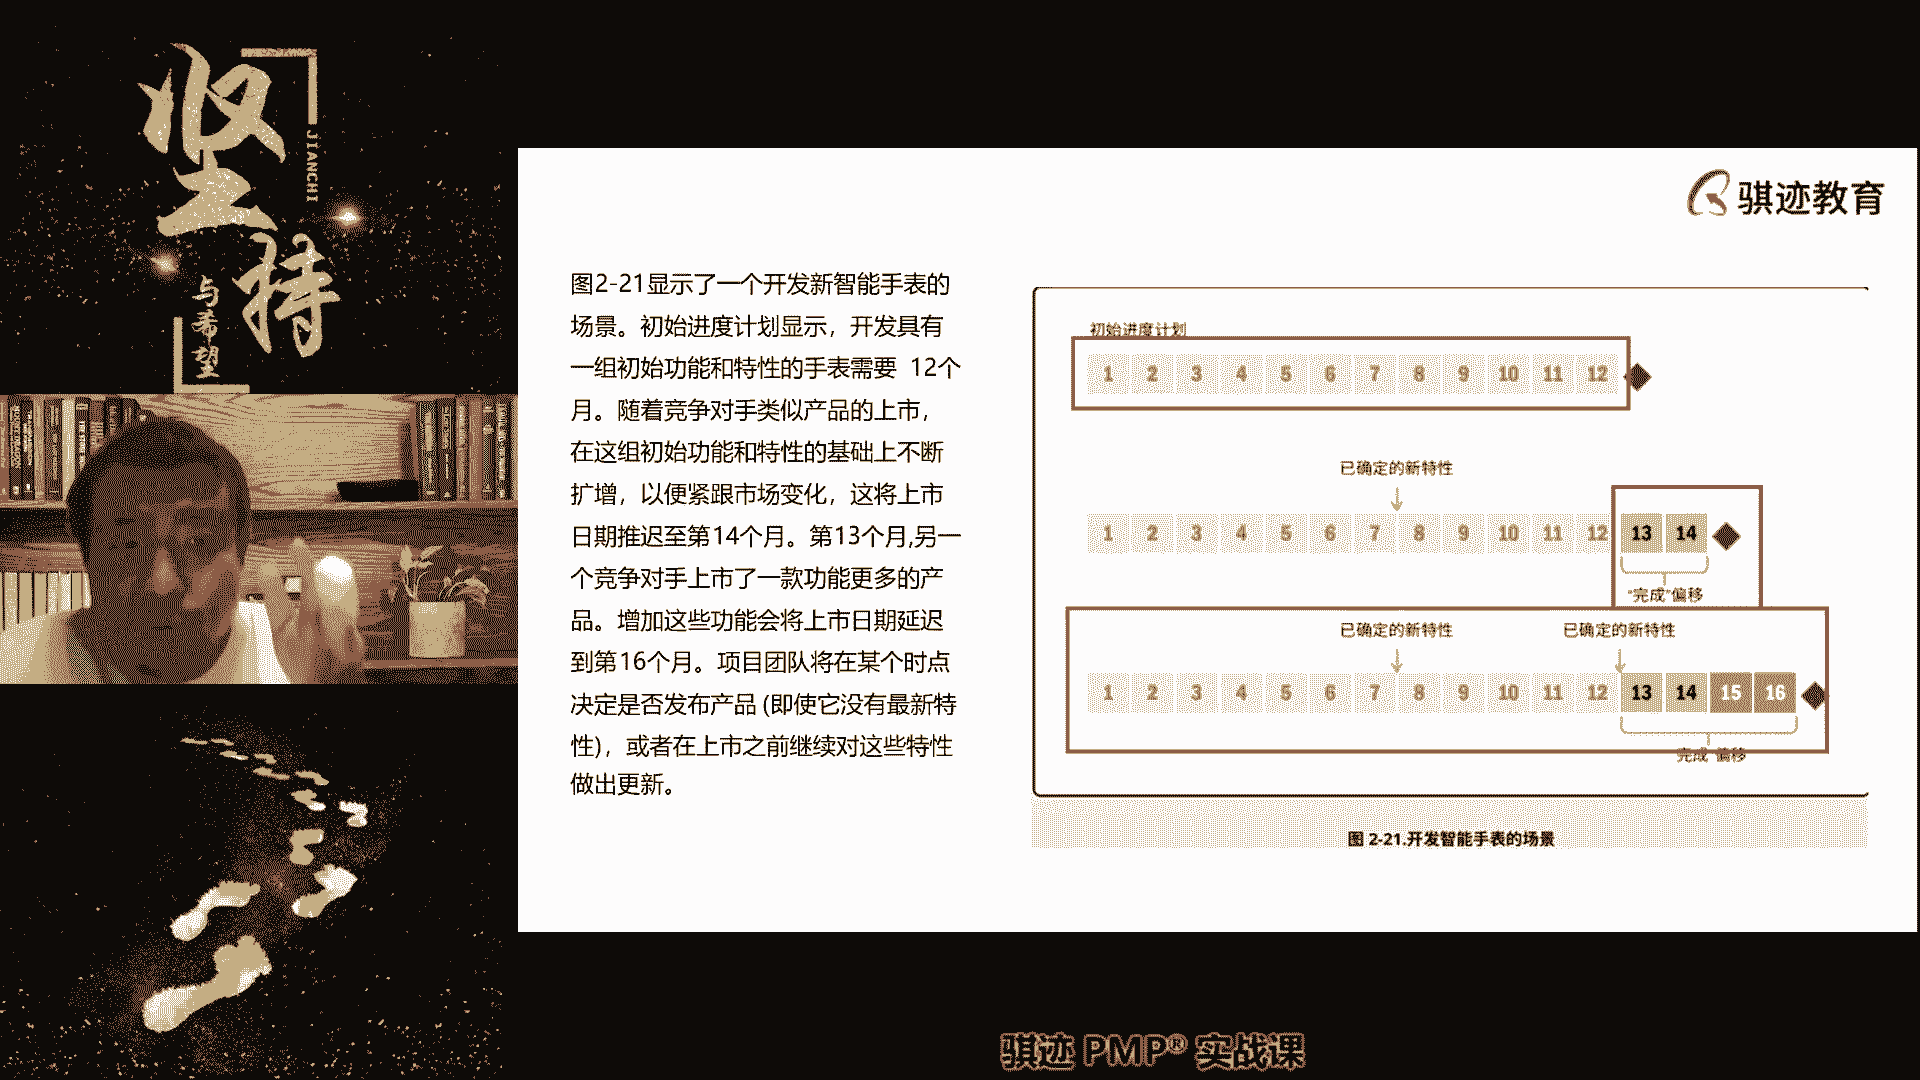 坚持
JIANCHI
与希望
骐迹教育
图2-21显示了一个开发新智能手表的
场景。初始进度计划显示，开发具有
一组初始功能和特性的手表需要 12个
月。随着竞争对手类似产品的上市，
在这组初始功能和特性的基础上不断
扩增，以便紧跟市场变化，这将上市
日期推迟至第14个月。第13个月,另一
个竞争对手上市了一款功能更多的产
品。增加这些功能会将上市日期延迟
到第16个月。项目团队将在某个时点
决定是否发布产品 (即使它没有最新特
性)，或者在上市之前继续对这些特性
做出更新。
初始进度计划
1 2 3 4 5 6 7 8 9 10 11 12
已确定的新特性
1 2 3 4 5 6 7 8 9 10 11 12 13 14
“完成”偏移
已确定的新特性 已确定的新特性
1 2 3 4 5 6 7 8 9 10 11 12 13 14 15 16
“完成”偏移
图 2-21.开发智能手表的场景
骐迹 PMP® 实战课